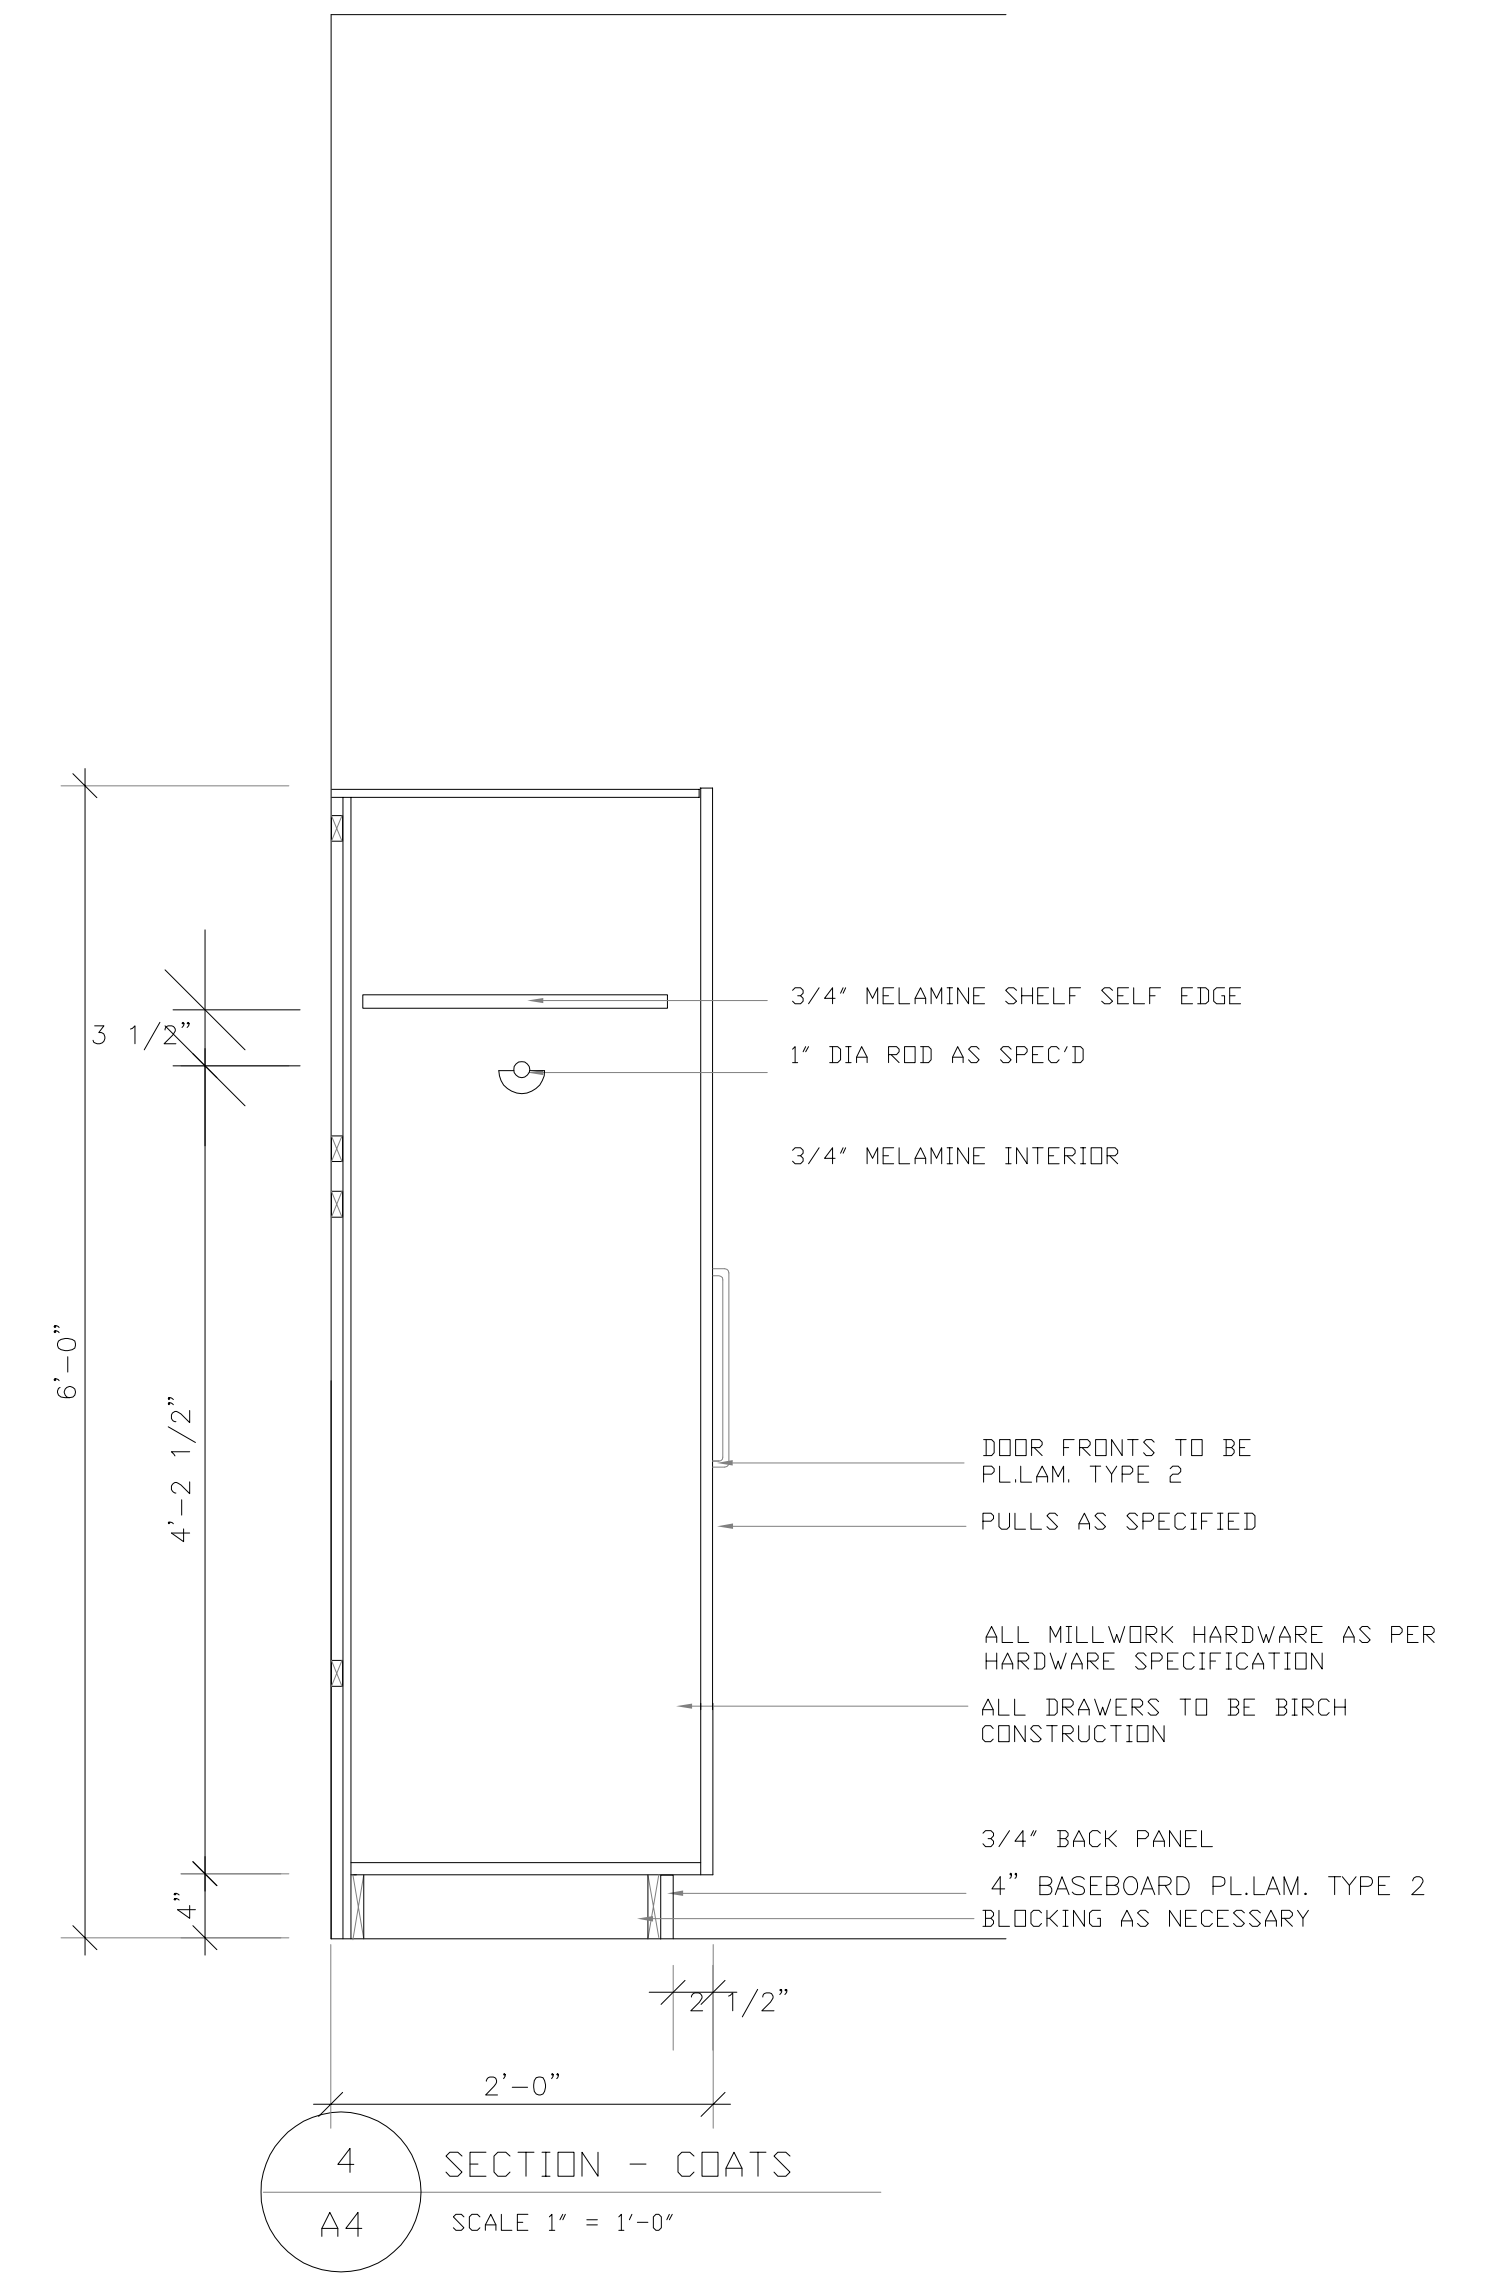 3/4" MELAMINE SHELF SELF EDGE
3 1/2"
1" DIA ROD AS SPEC'D
3/4" MELAMINE INTERIOR
6'-0"
4'-2 1/2"
DOOR FRONTS TO BE
PL.LAM. TYPE 2
PULLS AS SPECIFIED
ALL MILLWORK HARDWARE AS PER
HARDWARE SPECIFICATION
ALL DRAWERS TO BE BIRCH
CONSTRUCTION
3/4" BACK PANEL
4" BASEBOARD PL.LAM. TYPE 2
4"
BLOCKING AS NECESSARY
2 1/2"
2'-0"
4
SECTION - COATS
A4
SCALE 1" = 1'-0"